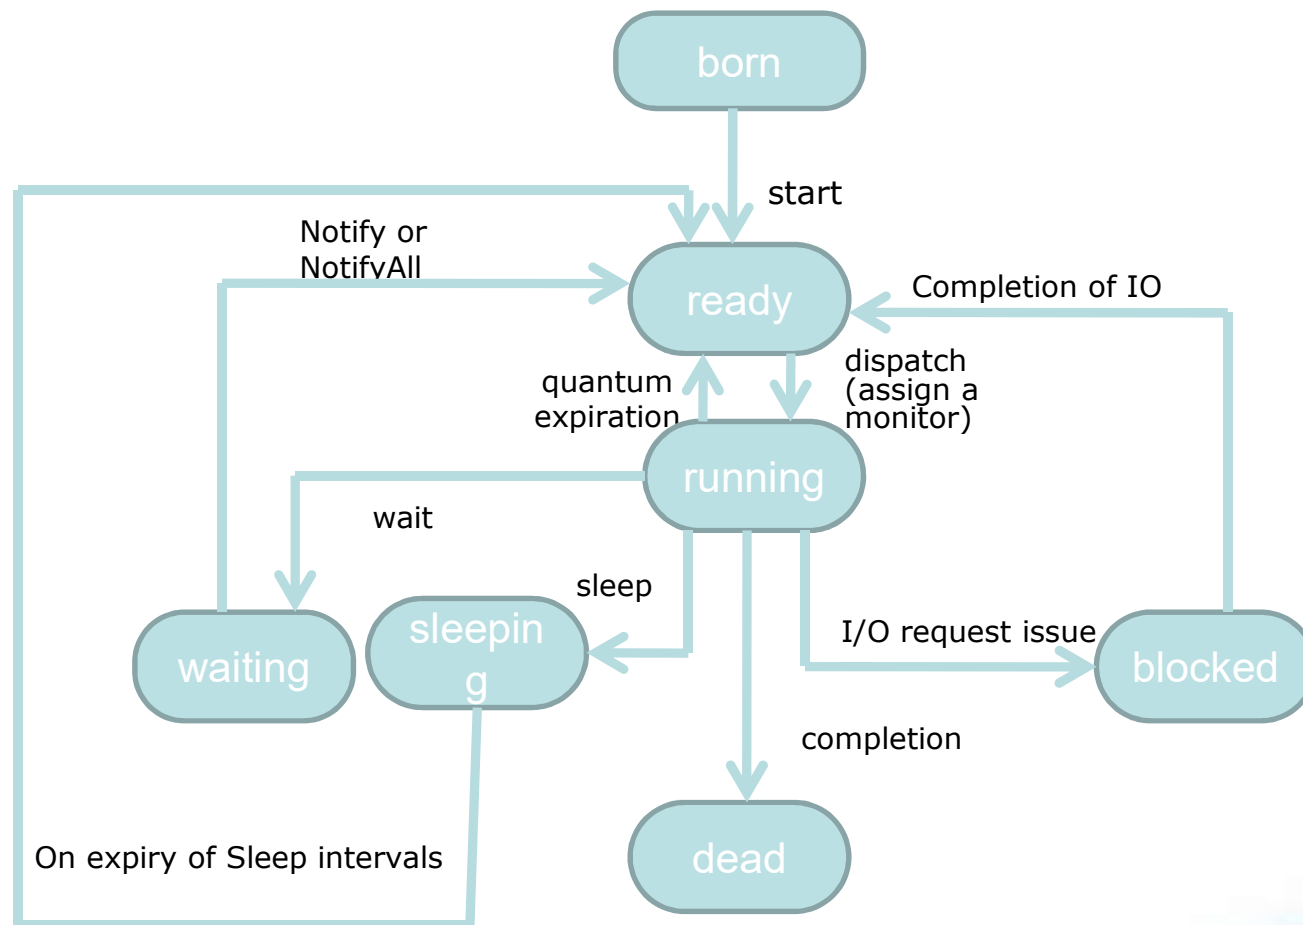 born
start
Notify or
NotifyAll
ready
Completion of IO
quantum
expiration
dispatch
(assign a
monitor)
running
wait
sleep
sleepin
g
waiting
I/O request issue
blocked
completion
On expiry of Sleep intervals
dead